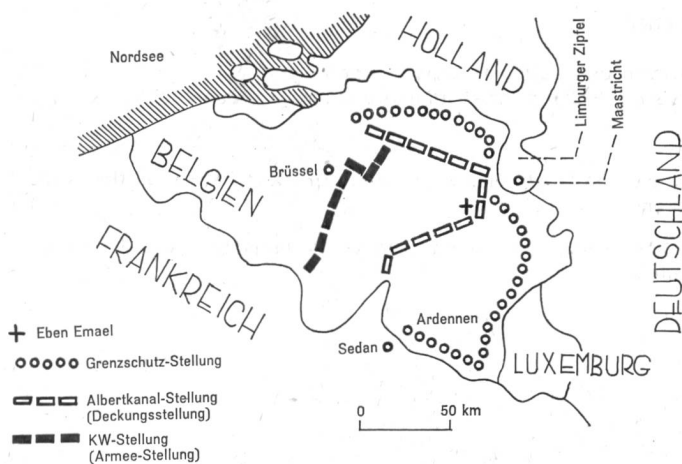 Nordsee
HOLLAND
Limburger Zipfel
Maastricht
DEUTSCHLAND
BELGIEN
Brüssel
FRANKREICH
Ardennen
Sedan
LUXEMBURG
Eben Emael
Grenzschutz-Stellung
Albertkanal-Stellung
(Deckungsstellung)
KW-Stellung
(Armee-Stellung)
0 50 km